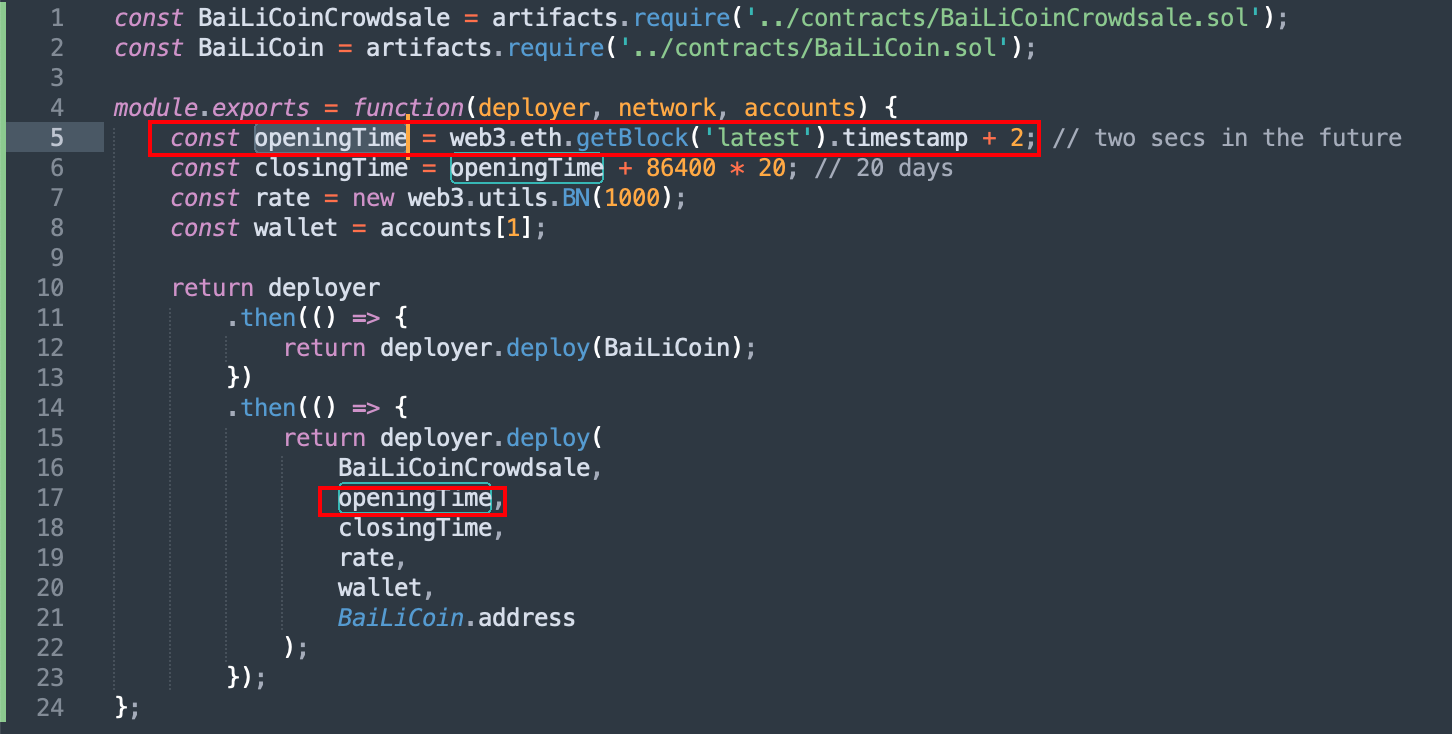 1 const BaiLiCoinCrowdsale = artifacts.require('../contracts/BaiLiCoinCrowdsale.sol');
2 const BaiLiCoin = artifacts.require('../contracts/BaiLiCoin.sol');
3
4 module.exports = function(deployer, network, accounts) {
5     const openingTime = web3.eth.getBlock('latest').timestamp + 2; // two secs in the future
6     const closingTime = openingTime + 86400 * 20; // 20 days
7     const rate = new web3.utils.BN(1000);
8     const wallet = accounts[1];
9
10     return deployer
11         .then(() => {
12             return deployer.deploy(BaiLiCoin);
13         })
14         .then(() => {
15             return deployer.deploy(
16                 BaiLiCoinCrowdsale,
17                 openingTime,
18                 closingTime,
19                 rate,
20                 wallet,
21                 BaiLiCoin.address
22             );
23         });
24 };